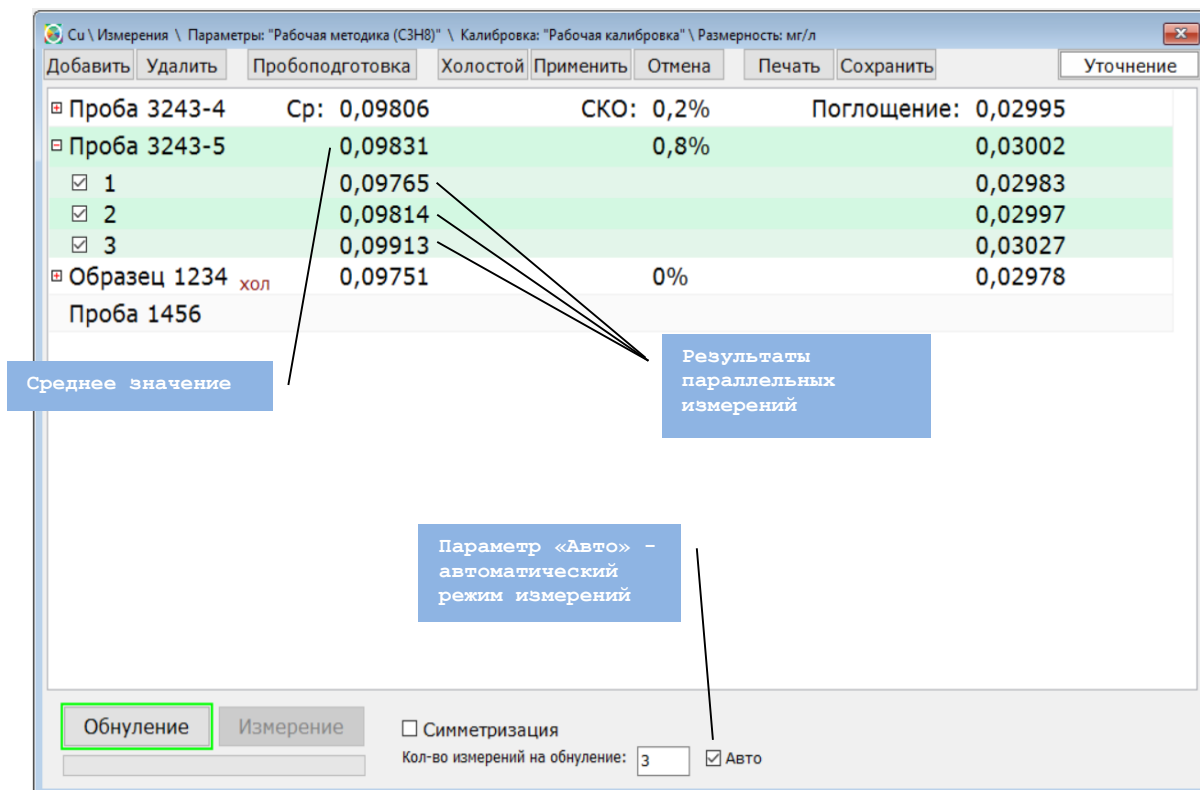 Cu \ Измерения \ Параметры: "Рабочая методика (C3H8)" \ Калибровка: "Рабочая калибровка" \ Размерность: мг/л
Добавить Удалить Пробоподготовка Холостой Применить Отмена Печать Сохранить Уточнение
Проба 3243-4 Ср: 0,09806 СКО: 0,2% Поглощение: 0,02995
Проба 3243-5 0,09831 0,8% 0,03002
1 0,09765 0,02983
2 0,09814 0,02997
3 0,09913 0,03027
Образец 1234 хол 0,09751 0% 0,02978
Проба 1456
Среднее значение
Результаты
параллельных
измерений
Параметр «Авто» -
автоматический
режим измерений
Обнуление Измерение
Симметризация
Кол-во измерений на обнуление: 3 Авто